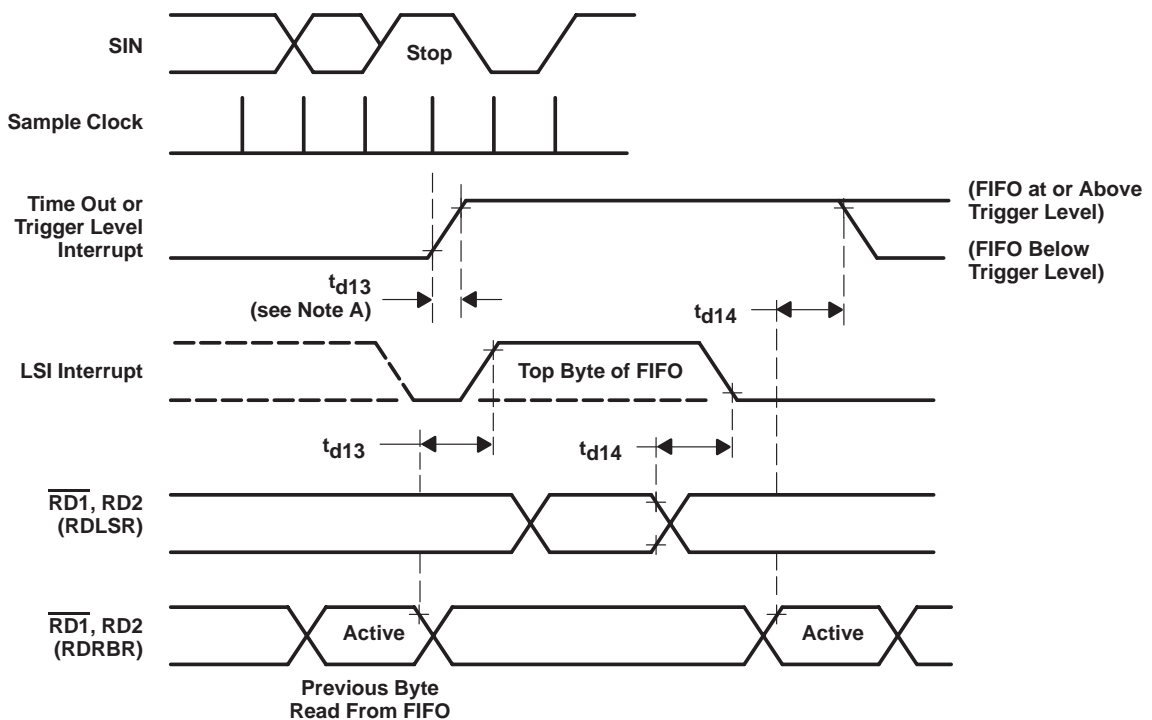 SIN
Stop
Sample Clock
Time Out or
Trigger Level
Interrupt
(FIFO at or Above
Trigger Level)
(FIFO Below
Trigger Level)
td13
(see Note A)
td14
LSI Interrupt
Top Byte of FIFO
td13
td14
RD1, RD2
(RDLSR)
RD1, RD2
(RDRBR)
Active
Active
Previous Byte
Read From FIFO